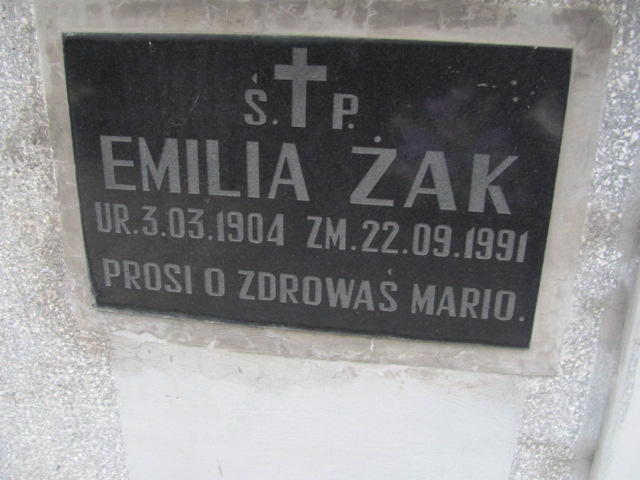 Ś. P.
EMILIA ŻAK
UR. 3.03.1904 ZM. 22.09.1991
PROSI O ZDROWAŚ MARIO.